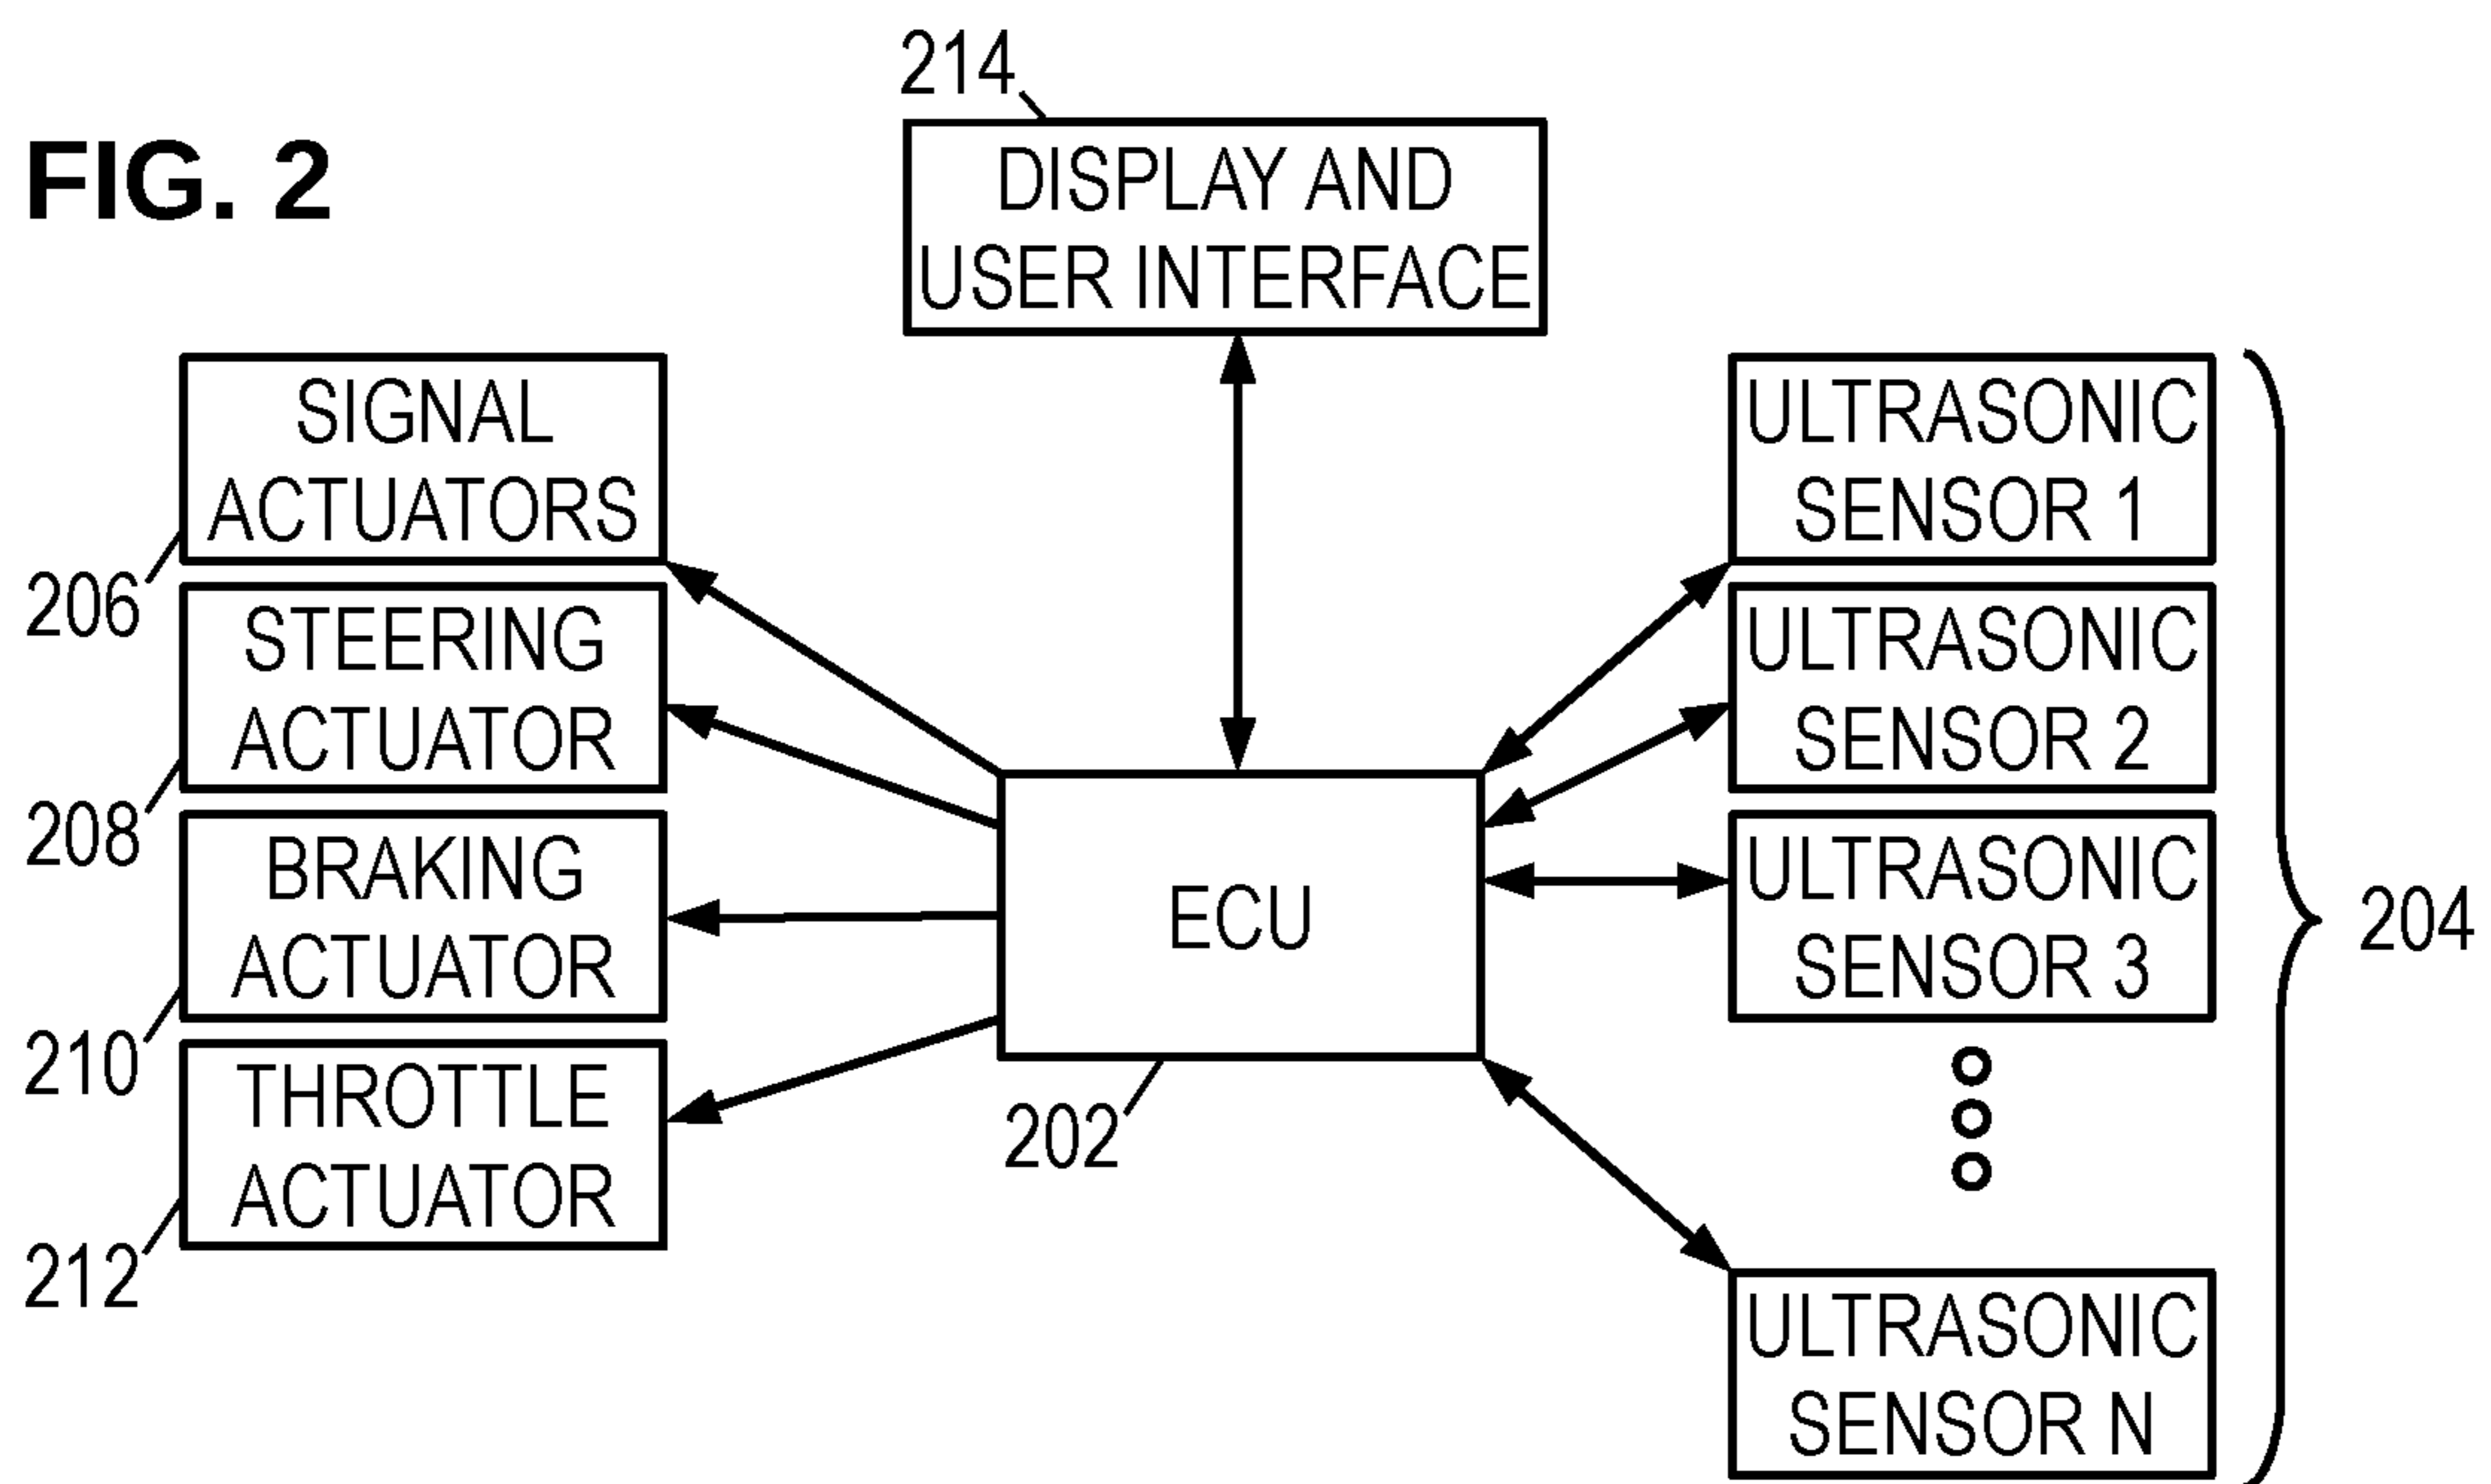 FIG. 2
214
DISPLAY AND
USER INTERFACE
SIGNAL
ACTUATORS
206
STEERING
ACTUATOR
208
BRAKING
ACTUATOR
210
THROTTLE
ACTUATOR
212
ECU
202
ULTRASONIC
SENSOR 1
ULTRASONIC
SENSOR 2
ULTRASONIC
SENSOR 3
ULTRASONIC
SENSOR N
204